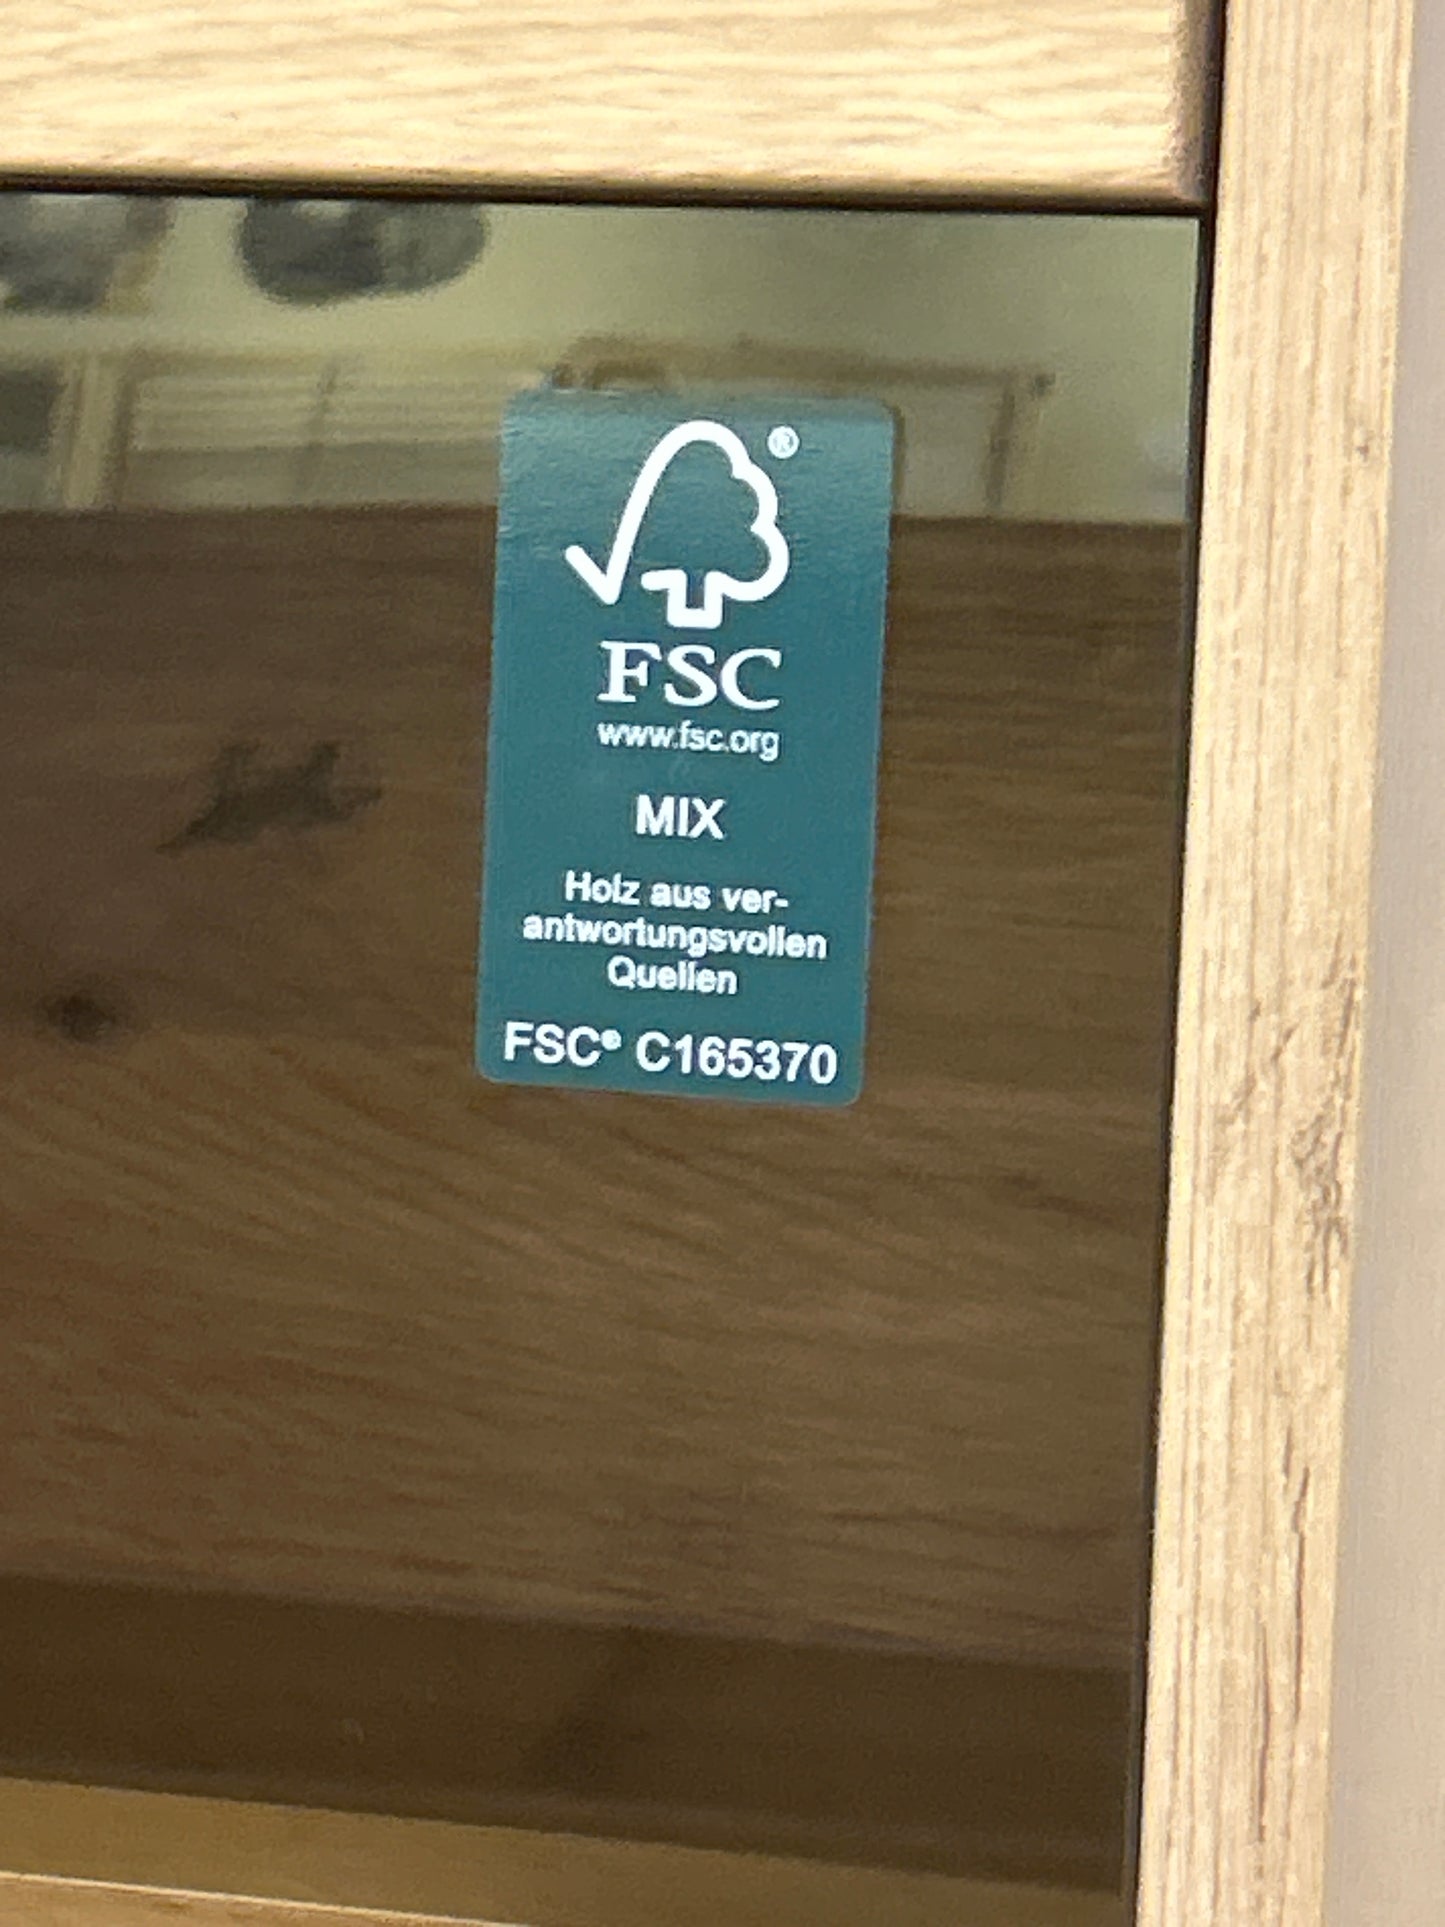 ®
FSC
www.fsc.org
MIX
Holz aus ver-
antwortungsvollen
Quellen
FSC® C165370